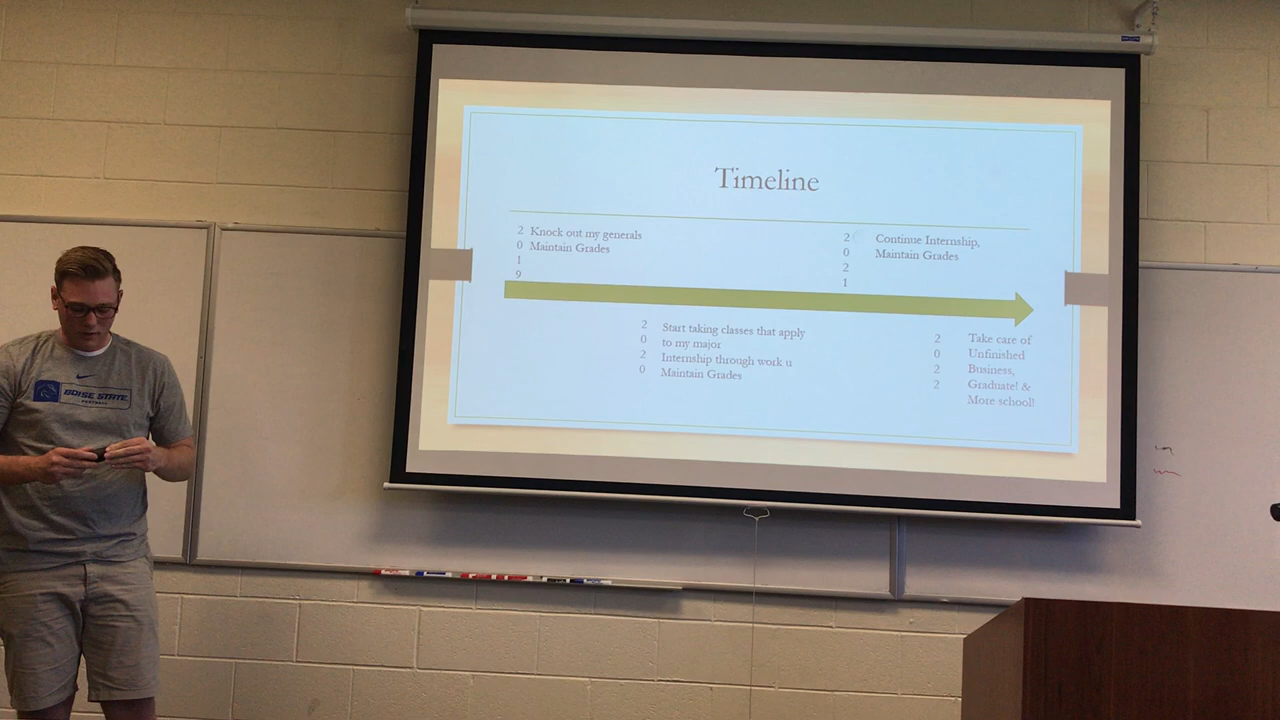 Timeline
2 Knock out my generals
0 Maintain Grades
1
9
2 Continue Internship,
0 Maintain Grades
2
1
2 Start taking classes that apply
0 to my major
2 Internship through work u
0 Maintain Grades
2 Take care of
0 Unfinished
2 Business,
2 Graduate! &
More school!
BOISE STATE